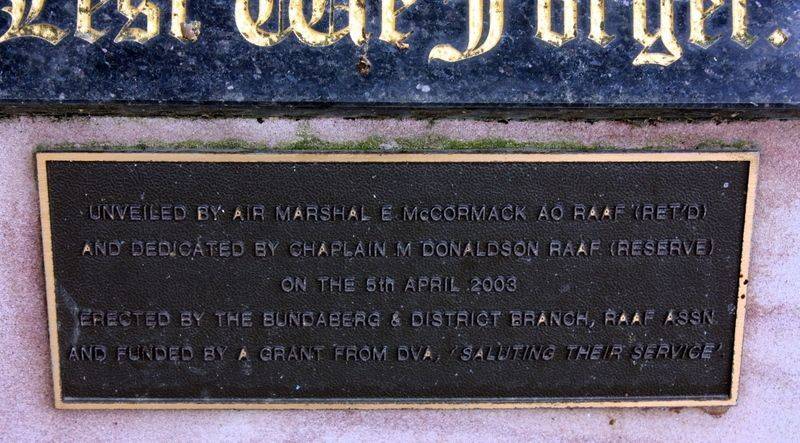 Lest We Forget.
UNVEILED BY AIR MARSHAL E McCORMACK AO RAAF (RET'D)
AND DEDICATED BY CHAPLAIN M DONALDSON RAAF (RESERVE)
ON THE 5th APRIL 2003
ERECTED BY THE BUNDABERG & DISTRICT BRANCH, RAAF ASSN
AND FUNDED BY A GRANT FROM DVA, 'SALUTING THEIR SERVICE'